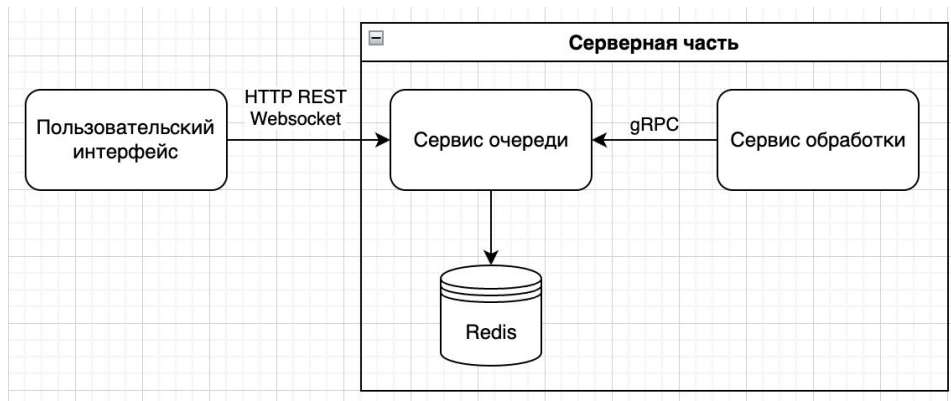 Серверная часть
HTTP REST
Websocket
Пользовательский
интерфейс
Сервис очереди
gRPC
Сервис обработки
Redis